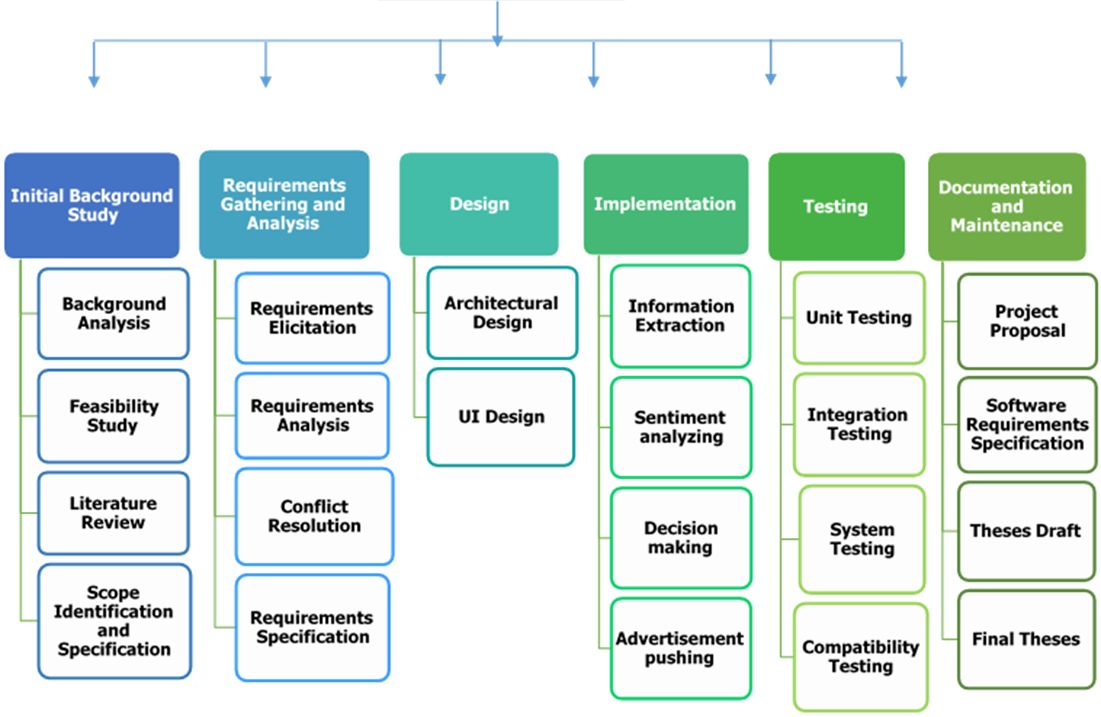 Initial Background
Study
Requirements
Gathering and
Analysis
Design
Implementation
Testing
Documentation
and
Maintenance
Background
Analysis
Feasibility
Study
Literature
Review
Scope
Identification
and
Specification
Requirements
Elicitation
Requirements
Analysis
Conflict
Resolution
Requirements
Specification
Architectural
Design
UI Design
Information
Extraction
Sentiment
analyzing
Decision
making
Advertisement
pushing
Unit Testing
Integration
Testing
System
Testing
Compatibility
Testing
Project
Proposal
Software
Requirements
Specification
Theses Draft
Final Theses